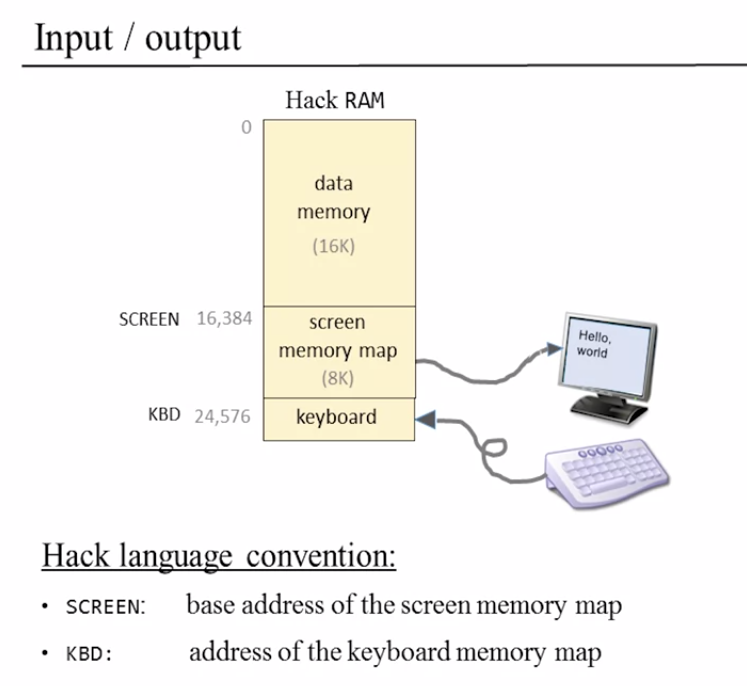 Input / output
Hack RAM
0
data
memory
(16K)
SCREEN 16,384
screen
memory map
(8K)
Hello,
world
KBD 24,576
keyboard
Hack language convention:
• SCREEN: base address of the screen memory map
• KBD: address of the keyboard memory map